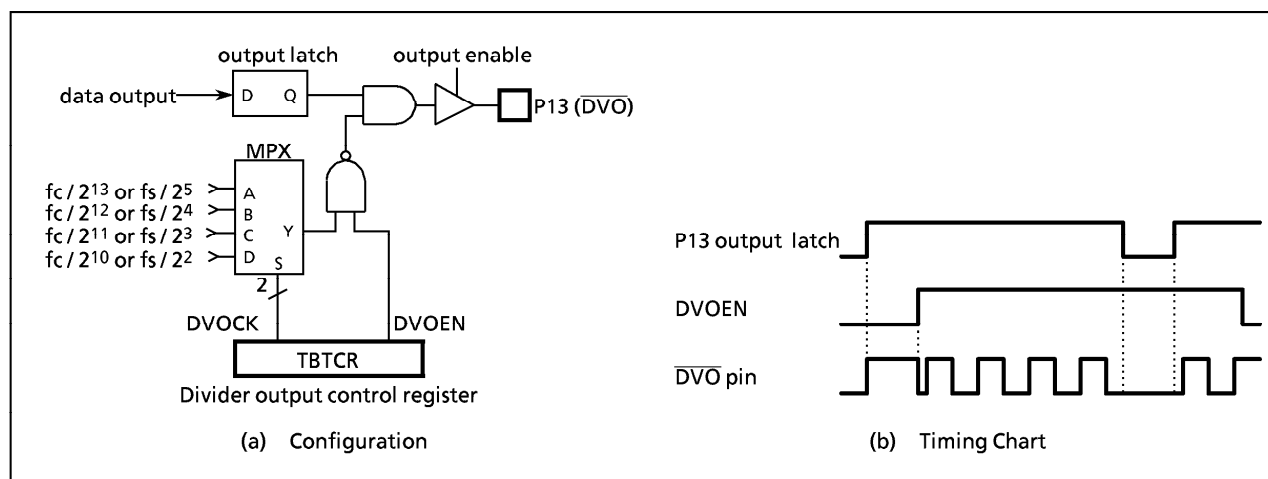 output latch
output enable
data output
D Q
P13 (DVO)
MPX
fc / 2¹³ or fs / 2⁵ A
fc / 2¹² or fs / 2⁴ B
fc / 2¹¹ or fs / 2³ C
fc / 2¹⁰ or fs / 2² D
Y
S
2
DVOCK
DVOEN
TBTCR
Divider output control register
(a) Configuration
P13 output latch
DVOEN
DVO pin
(b) Timing Chart